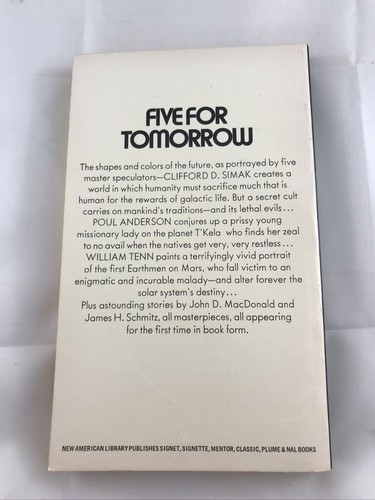 FIVE FOR
TOMORROW
The shapes and colors of the future, as portrayed by five
master speculators—CLIFFORD D. SIMAK creates a
world in which humanity must sacrifice much that is
human for the rewards of galactic life. But a secret cult
carries on mankind's traditions—and its lethal evils...
POUL ANDERSON conjures up a prissy young
missionary lady on the planet T'Kela who finds her zeal
to no avail when the natives get very, very restless...
WILLIAM TENN paints a terrifyingly vivid portrait
of the first Earthmen on Mars, who fall victim to an
enigmatic and incurable malady—and alter forever the
solar system's destiny...
Plus astounding stories by John D. MacDonald and
James H. Schmitz, all masterpieces, all appearing
for the first time in book form.
NEW AMERICAN LIBRARY PUBLISHES SIGNET, SIGNETTE, MENTOR, CLASSIC, PLUME & NAL BOOKS